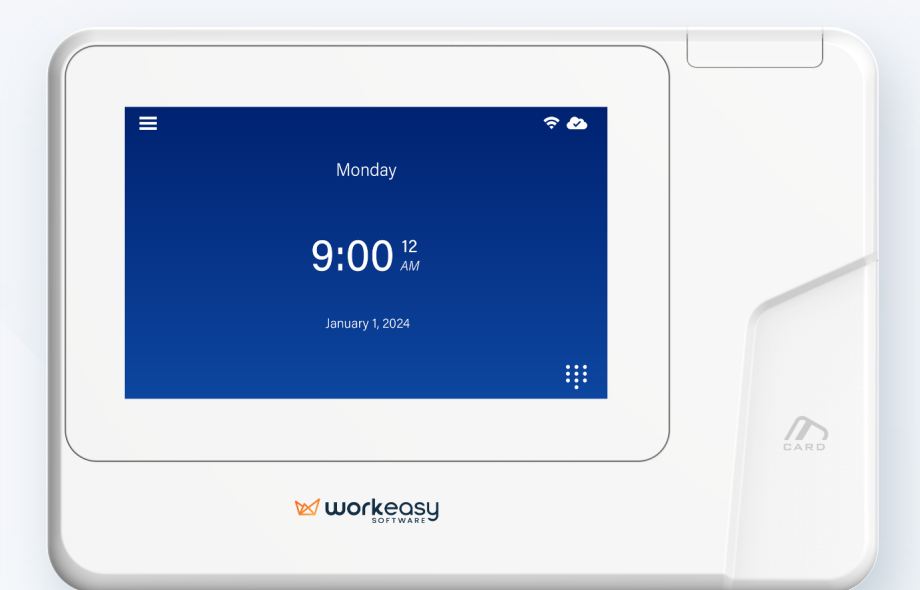 Monday
9:00 12 AM
January 1, 2024
CARD
workeasy
SOFTWARE